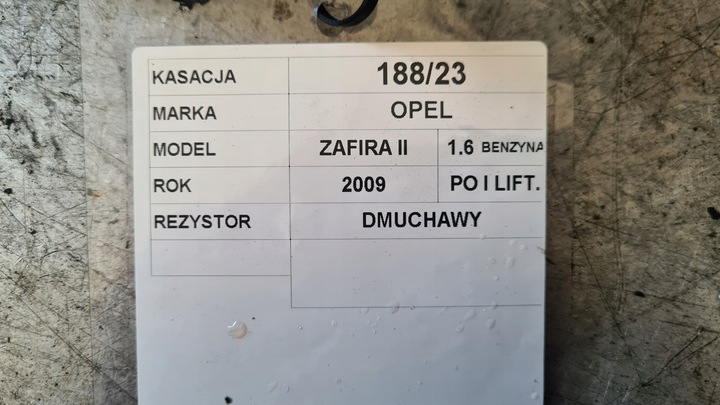 KASACJA 188/23
MARKA OPEL
MODEL ZAFIRA II 1.6 BENZYNA
ROK 2009 PO I LIFT.
REZYSTOR DMUCHAWY